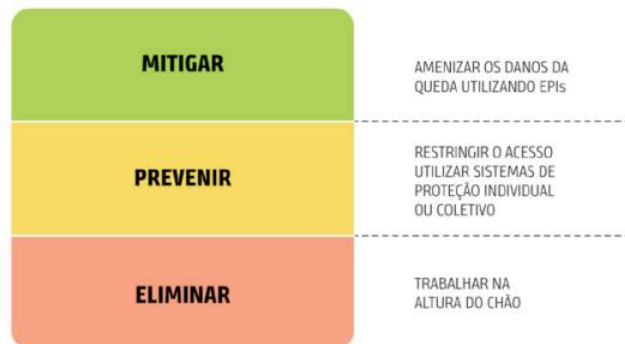 MITIGAR
AMENIZAR OS DANOS DA
QUEDA UTILIZANDO EPIs
PREVENIR
RESTRINGIR O ACESSO
UTILIZAR SISTEMAS DE
PROTEÇÃO INDIVIDUAL
OU COLETIVO
ELIMINAR
TRABALHAR NA
ALTURA DO CHÃO